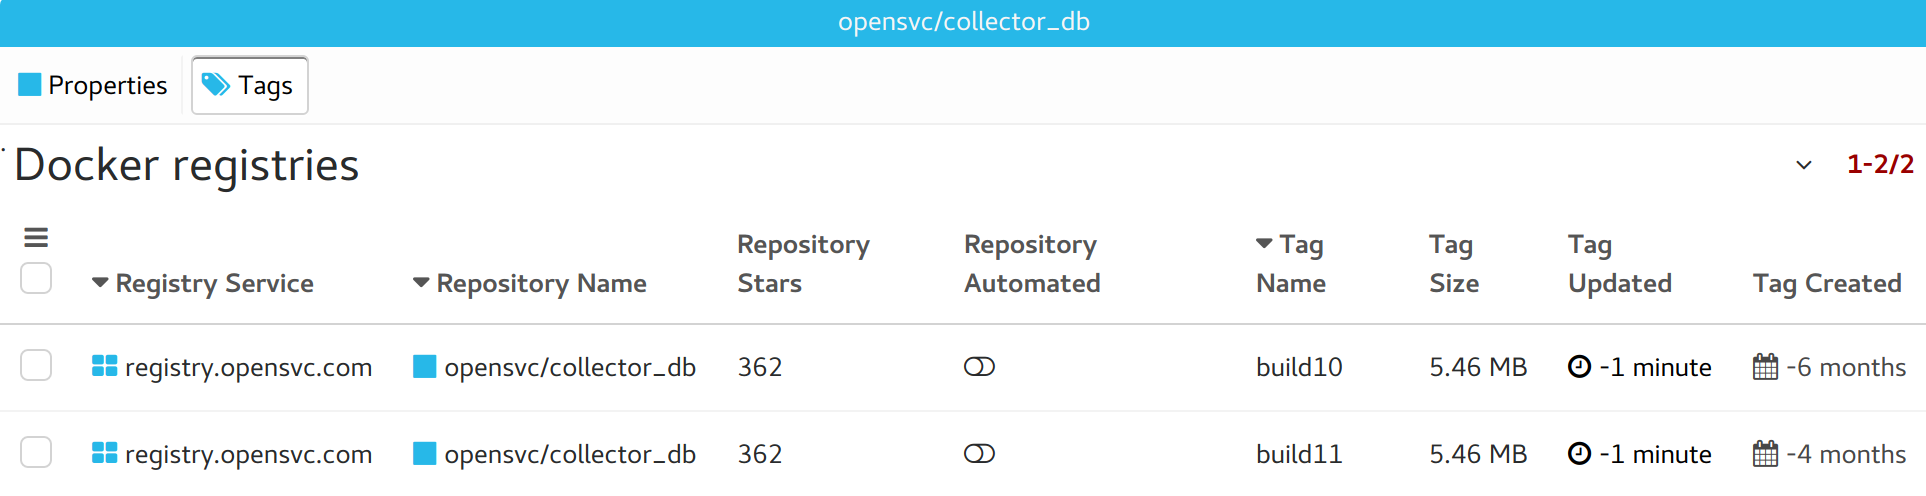 opensvc/collector_db
Properties Tags
Docker registries 1-2/2
Registry Service Repository Name Repository Stars Repository Automated Tag Name Tag Size Tag Updated Tag Created
registry.opensvc.com opensvc/collector_db 362 build10 5.46 MB -1 minute -6 months
registry.opensvc.com opensvc/collector_db 362 build11 5.46 MB -1 minute -4 months